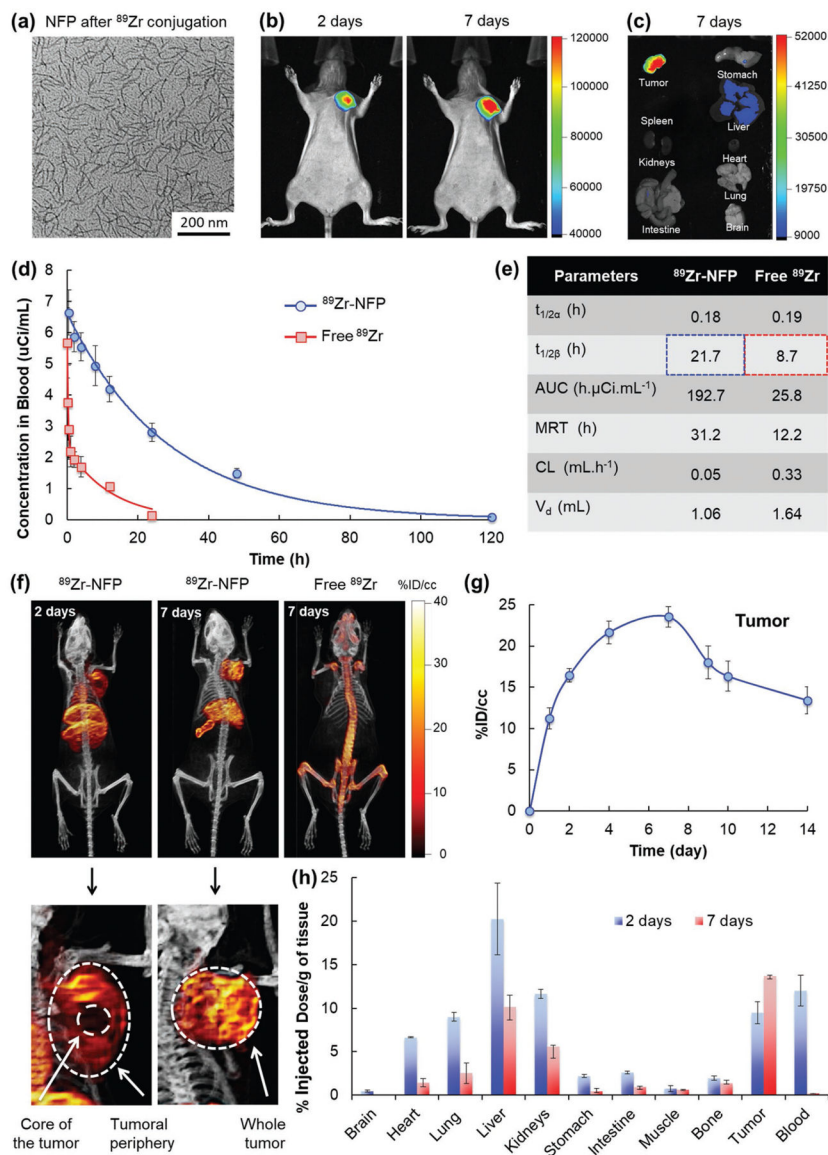 (a) NFP after ⁸⁹Zr conjugation
200 nm
(b) 2 days 7 days
120000
100000
80000
60000
40000
(c) 7 days
Tumor Stomach
Spleen Liver
Kidneys Heart
Lung
Intestine Brain
52000
41250
30500
19750
9000
(d)
Concentration in Blood (uCi/mL)
8
7
6
5
4
3
2
1
0
⁸⁹Zr-NFP
Free ⁸⁹Zr
0 20 40 60 80 100 120
Time (h)
(e)
Parameters ⁸⁹Zr-NFP Free ⁸⁹Zr
t1/2α (h) 0.18 0.19
t1/2β (h) 21.7 8.7
AUC (h.µCi.mL⁻¹) 192.7 25.8
MRT (h) 31.2 12.2
CL (mL.h⁻¹) 0.05 0.33
Vd (mL) 1.06 1.64
(f) ⁸⁹Zr-NFP ⁸⁹Zr-NFP Free ⁸⁹Zr %ID/cc
2 days 7 days 7 days
40
30
20
10
0
Core of the tumor
Tumoral periphery
Whole tumor
(g)
Tumor
%ID/cc
25
20
15
10
5
0
0 2 4 6 8 10 12 14
Time (day)
(h)
% Injected Dose/g of tissue
25
20
15
10
5
0
2 days 7 days
Brain Heart Lung Liver Kidneys Stomach Intestine Muscle Bone Tumor Blood